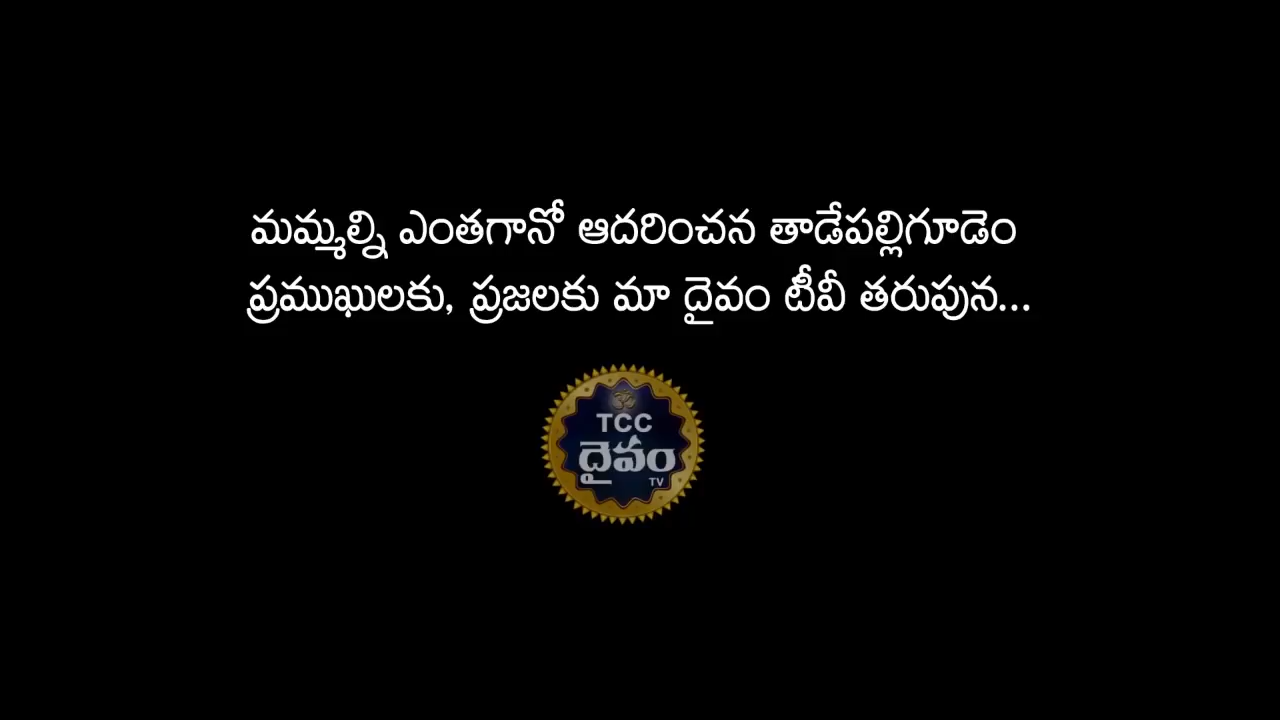 మమ్మల్ని ఎంతగానో ఆదరించన తాడేపల్లిగూడెం
ప్రముఖులకు, ప్రజలకు మా దైవం టీవీ తరుపున...
ॐ
TCC
దైవం
TV